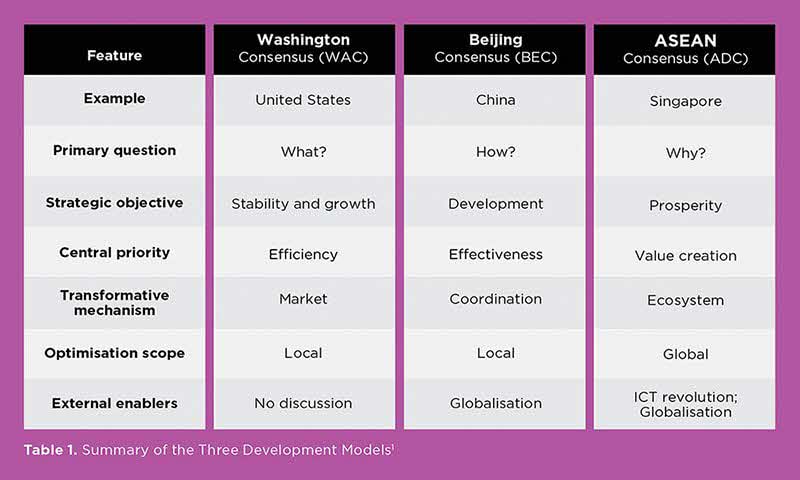 Feature
Washington
Consensus (WAC)
Beijing
Consensus (BEC)
ASEAN
Consensus (ADC)
Example
United States
China
Singapore
Primary question
What?
How?
Why?
Strategic objective
Stability and growth
Development
Prosperity
Central priority
Efficiency
Effectiveness
Value creation
Transformative
mechanism
Market
Coordination
Ecosystem
Optimisation scope
Local
Local
Global
External enablers
No discussion
Globalisation
ICT revolution;
Globalisation
Table 1. Summary of the Three Development Models¹